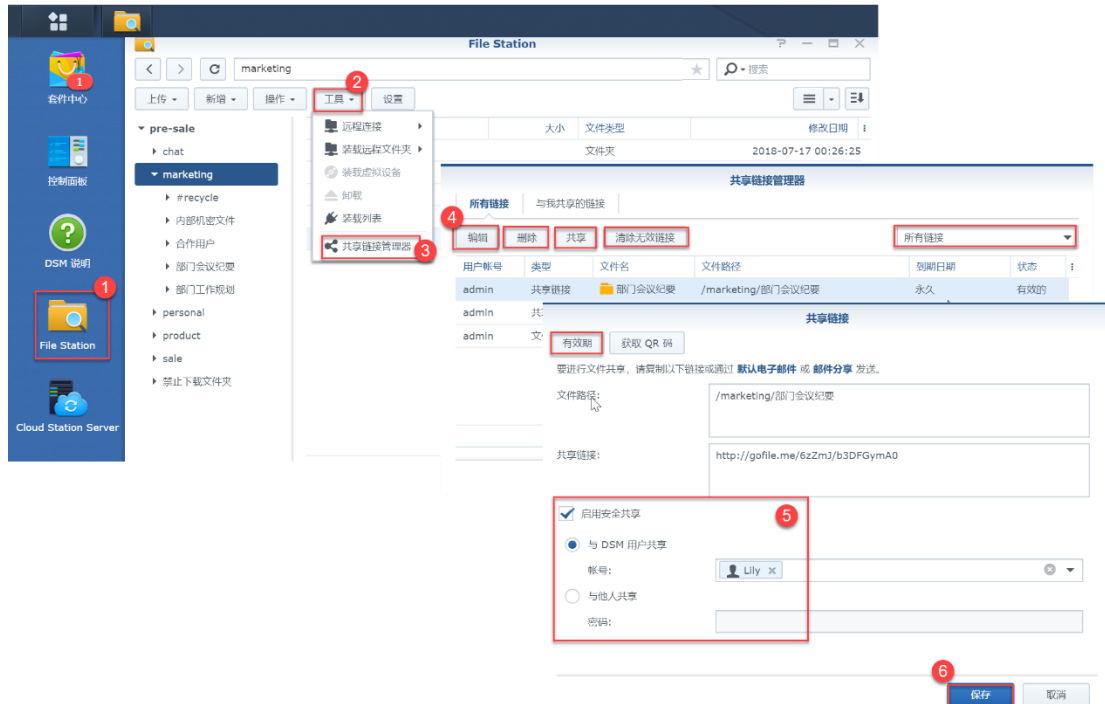 File Station
marketing
搜索
上传
新增
操作
工具
设置
2
1
套件中心
控制面板
DSM 说明
1
File Station
Cloud Station Server
pre-sale
chat
marketing
#recycle
内部机密文件
合作用户
部门会议纪要
部门工作规划
personal
product
sale
禁止下载文件夹
远程连接
装载远程文件夹
装载虚拟设备
卸载
装载列表
共享链接管理器
3
大小 文件类型 修改日期
文件夹 2018-07-17 00:26:25
共享链接管理器
所有链接 与我共享的链接
4
编辑 删除 共享 清除无效链接 所有链接
用户帐号 类型 文件名 文件路径 到期日期 状态
admin 共享链接 部门会议纪要 /marketing/部门会议纪要 永久 有效的
admin 共
admin 文
共享链接
有效期 获取 QR 码
要进行文件共享，请复制以下链接或通过 默认电子邮件 或 邮件分享 发送。
文件路径: /marketing/部门会议纪要
共享链接: http://gofile.me/6zZmJ/b3DFGymA0
启用安全共享
5
与 DSM 用户共享
帐号: Lily
与他人共享
密码:
6
保存 取消